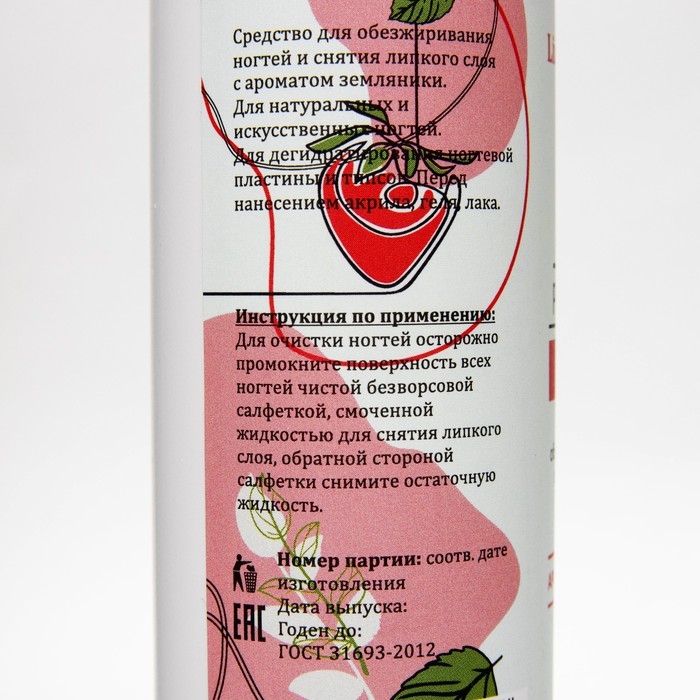 Средство для обезжиривания
ногтей и снятия липкого слоя
с ароматом земляники.
Для натуральных и
искусственных ногтей.
Для дегидратирования ногтевой
пластины и типсов. Перед
нанесением акрила, геля, лака.
Инструкция по применению:
Для очистки ногтей осторожно
промокните поверхность всех
ногтей чистой безворсовой
салфеткой, смоченной
жидкостью для снятия липкого
слоя, обратной стороной
салфетки снимите остаточную
жидкость.
Номер партии: соотв. дате
изготовления
Дата выпуска:
Годен до:
ГОСТ 31693-2012
EAC